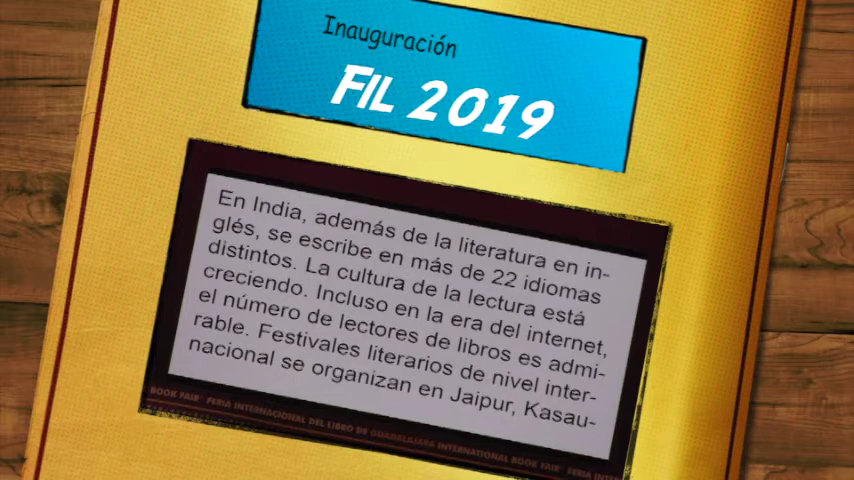 Inauguración
FIL 2019
En India, además de la literatura en in-
glés, se escribe en más de 22 idiomas
distintos. La cultura de la lectura está
creciendo. Incluso en la era del internet,
el número de lectores de libros es admi-
rable. Festivales literarios de nivel inter-
nacional se organizan en Jaipur, Kasau-
BOOK FAIR FERIA INTERNACIONAL DEL LIBRO DE GUADALAJARA INTERNATIONAL BOOK FAIR FERIA INTE